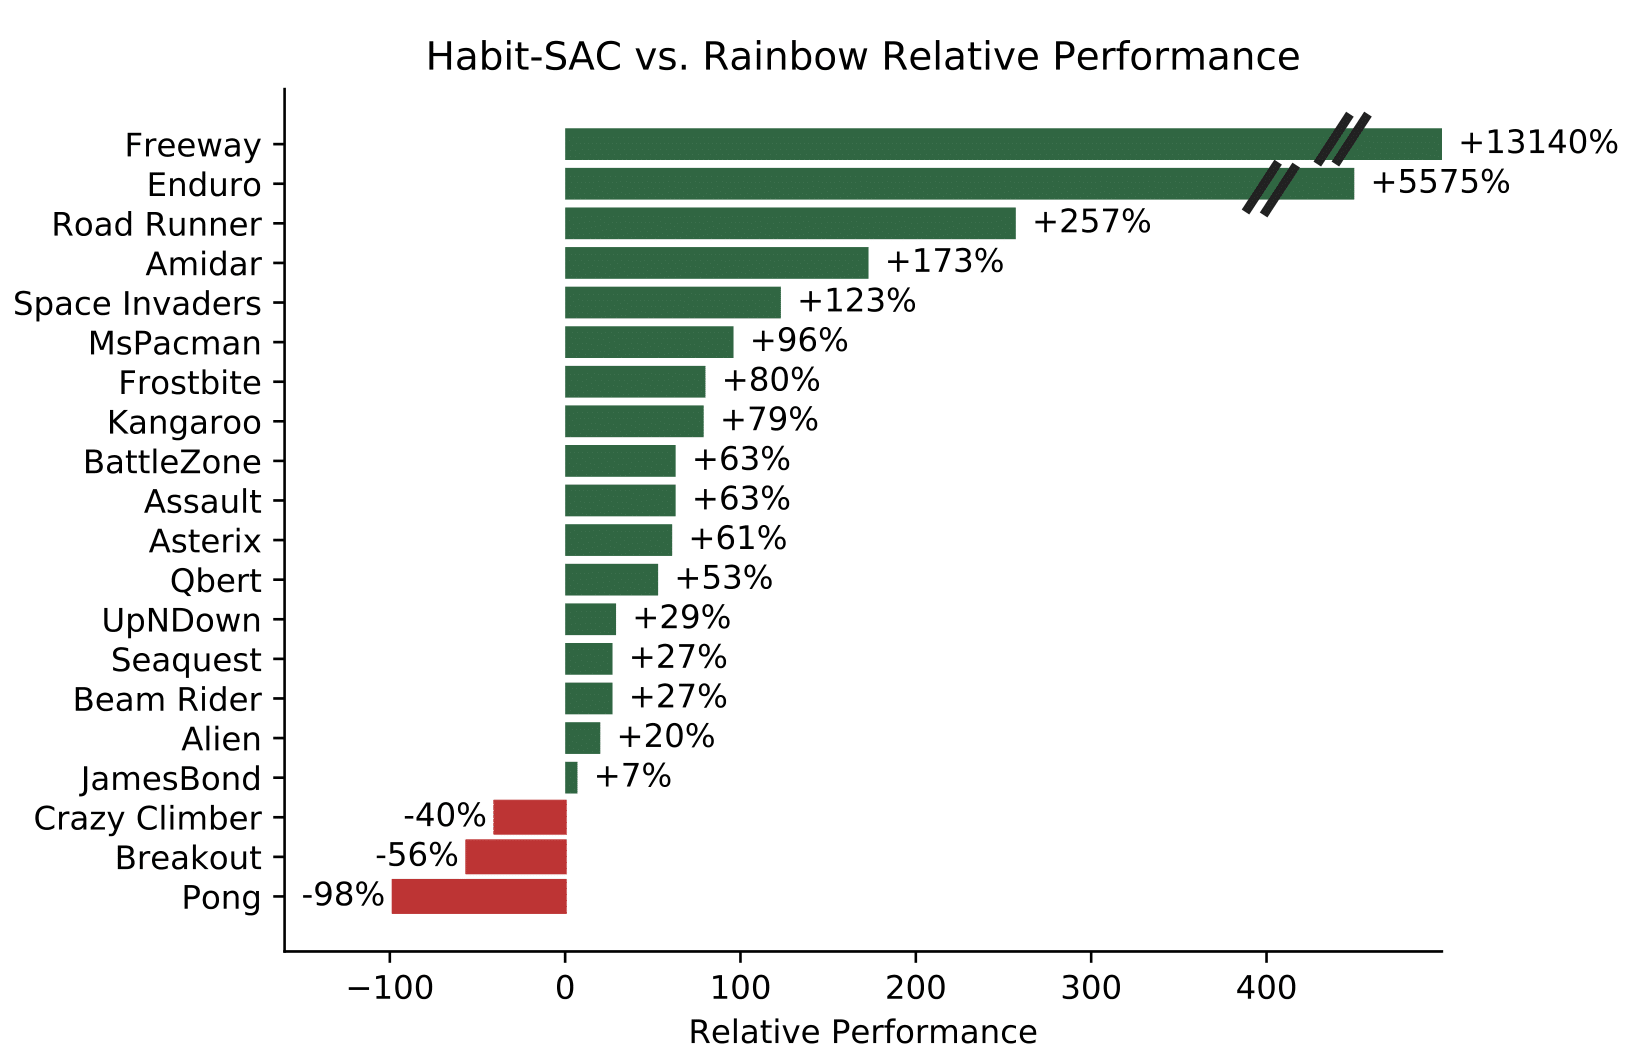 Habit-SAC vs. Rainbow Relative Performance
Freeway +13140%
Enduro +5575%
Road Runner +257%
Amidar +173%
Space Invaders +123%
MsPacman +96%
Frostbite +80%
Kangaroo +79%
BattleZone +63%
Assault +63%
Asterix +61%
Qbert +53%
UpNDown +29%
Seaquest +27%
Beam Rider +27%
Alien +20%
JamesBond +7%
Crazy Climber -40%
Breakout -56%
Pong -98%
−100 0 100 200 300 400
Relative Performance